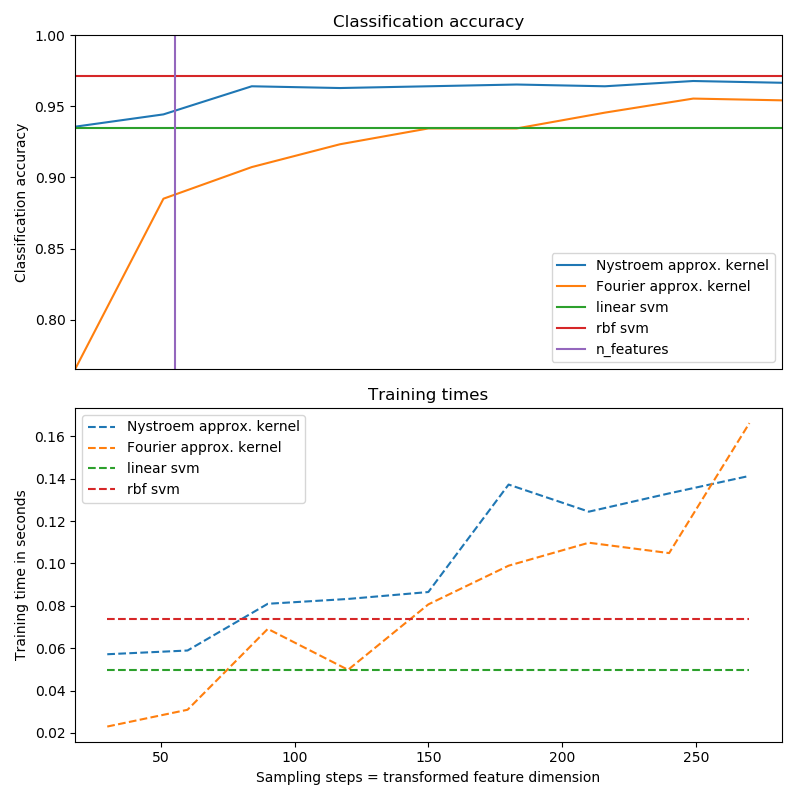 Classification accuracy
1.00
0.95
0.90
0.85
0.80
Classification accuracy
Nystroem approx. kernel
Fourier approx. kernel
linear svm
rbf svm
n_features
Training times
0.16
0.14
0.12
0.10
0.08
0.06
0.04
0.02
Training time in seconds
Nystroem approx. kernel
Fourier approx. kernel
linear svm
rbf svm
50
100
150
200
250
Sampling steps = transformed feature dimension